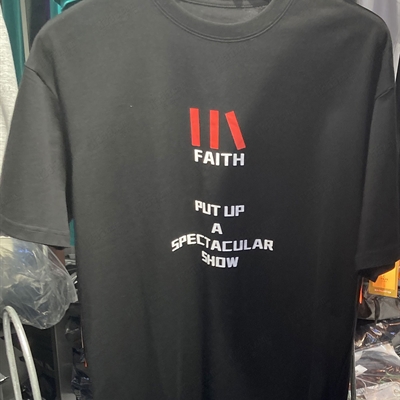 FAITH
PUT UP
A
SPECTACULAR
SHOW